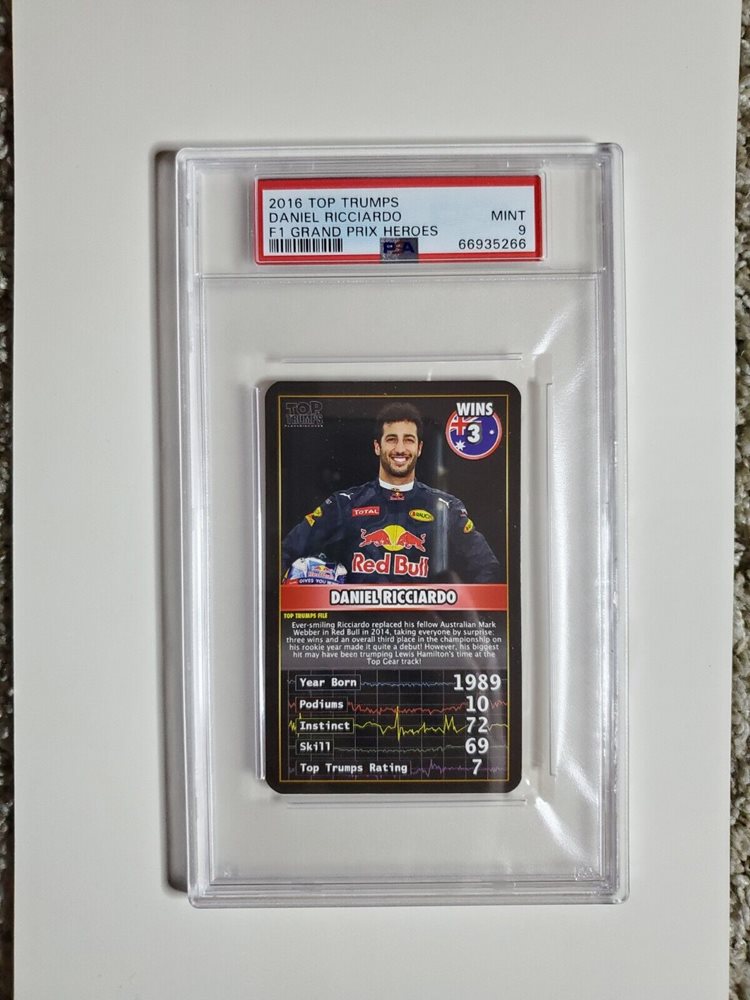 2016 TOP TRUMPS
DANIEL RICCIARDO MINT
F1 GRAND PRIX HEROES 9
PSA 66935266
TOP
TRUMPS
WINS
3
TOTAL
RAUCH
Red Bull
GIVES YOU
DANIEL RICCIARDO
TOP TRUMPS FILE
Ever-smiling Ricciardo replaced his fellow Australian Mark
Webber in Red Bull in 2014, taking everyone by surprise:
three wins and an overall third place in the championship on
his rookie year made it quite a debut! However, his biggest
hit may have been trumping Lewis Hamilton's time at the
Top Gear track!
Year Born 1989
Podiums 10
Instinct 72
Skill 69
Top Trumps Rating 7